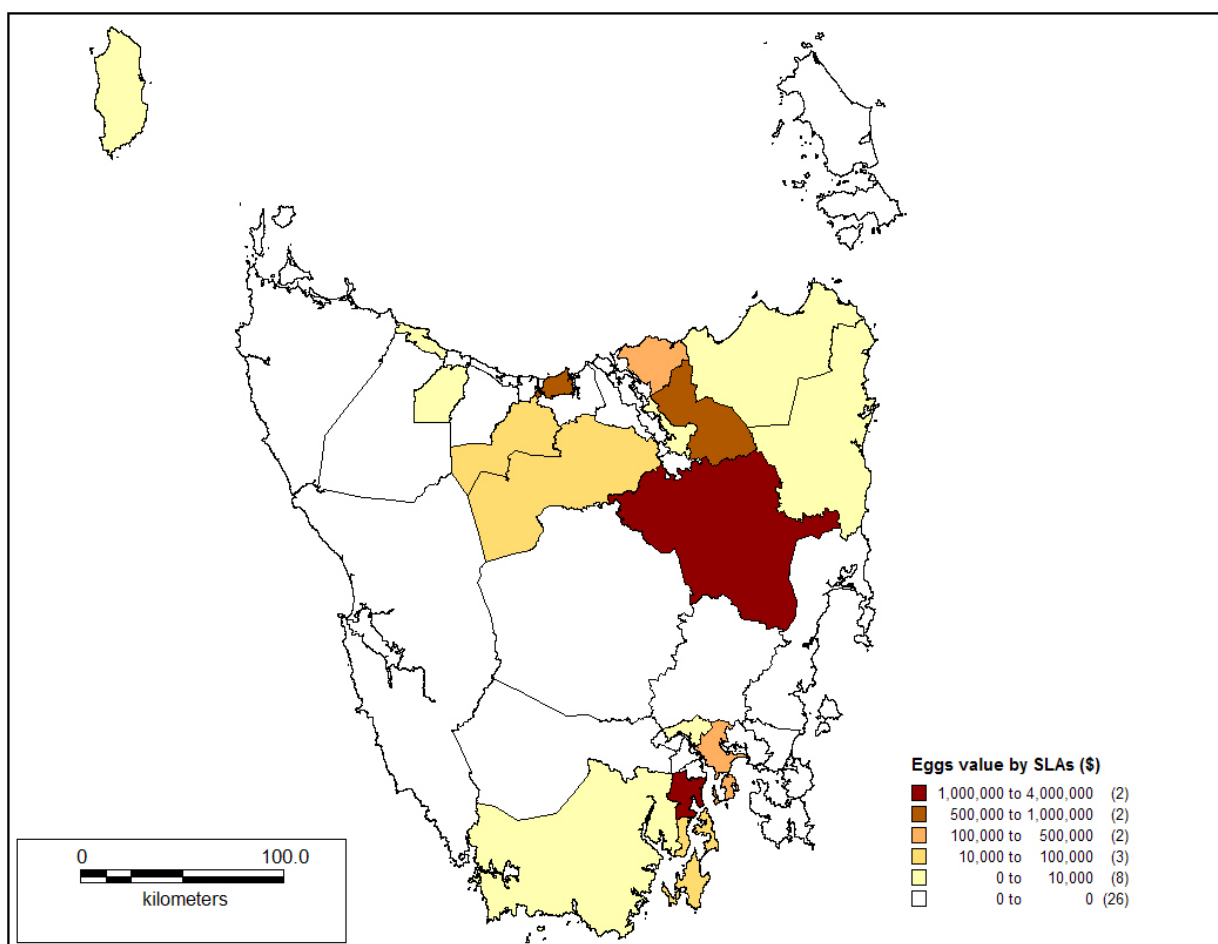 Eggs value by SLAs ($)
1,000,000 to 4,000,000 (2)
500,000 to 1,000,000 (2)
100,000 to 500,000 (2)
10,000 to 100,000 (3)
0 to 10,000 (8)
0 to 0 (26)
0 100.0
kilometers